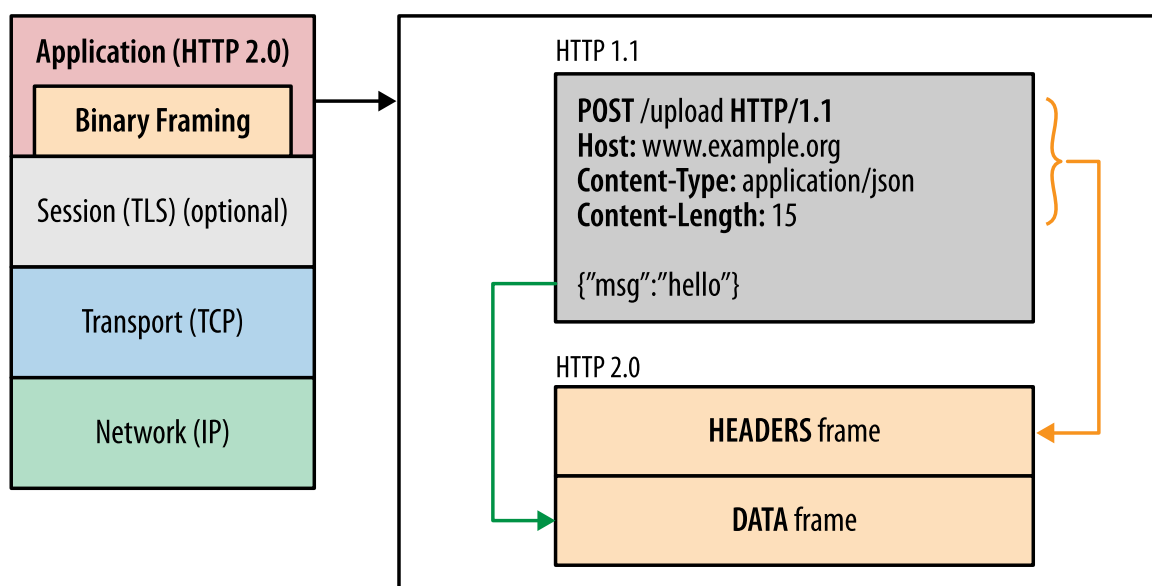 Application (HTTP 2.0)
Binary Framing
Session (TLS) (optional)
Transport (TCP)
Network (IP)
HTTP 1.1
POST /upload HTTP/1.1
Host: www.example.org
Content-Type: application/json
Content-Length: 15
{”msg”:”hello”}
HTTP 2.0
HEADERS frame
DATA frame